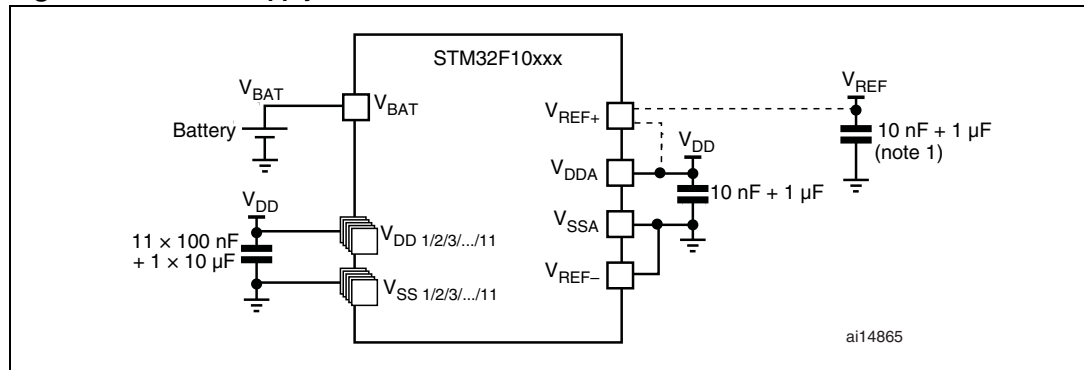 STM32F10xxx
VBAT
VBAT
Battery
VREF+
VREF
10 nF + 1 µF
(note 1)
VDD
VDDA
10 nF + 1 µF
VSSA
VREF–
VDD
11 × 100 nF
+ 1 × 10 µF
VDD 1/2/3/.../11
VSS 1/2/3/.../11
ai14865